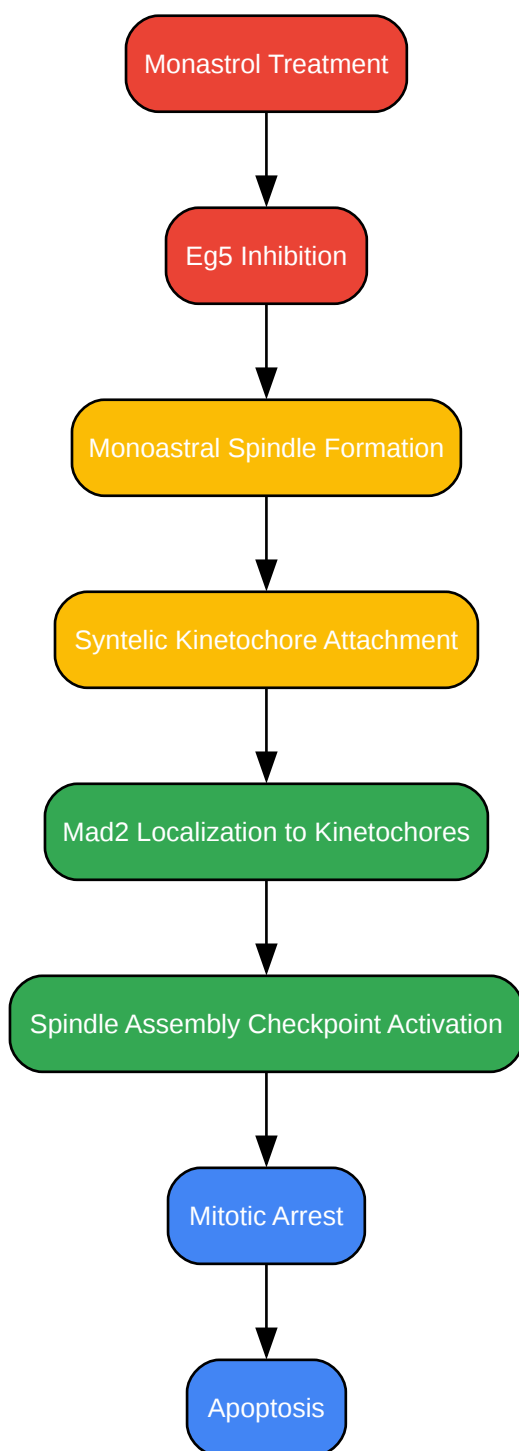 Monastrol Treatment
Eg5 Inhibition
Monoastral Spindle Formation
Syntelic Kinetochore Attachment
Mad2 Localization to Kinetochores
Spindle Assembly Checkpoint Activation
Mitotic Arrest
Apoptosis